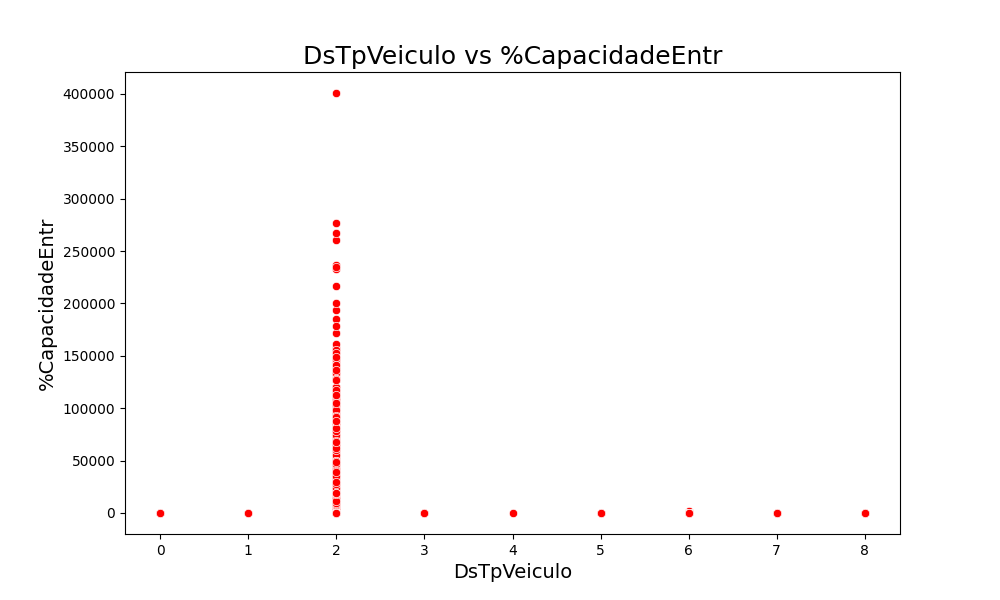 DsTpVeiculo vs %CapacidadeEntr
400000
350000
300000
250000
200000
150000
100000
50000
0
%CapacidadeEntr
0 1 2 3 4 5 6 7 8
DsTpVeiculo